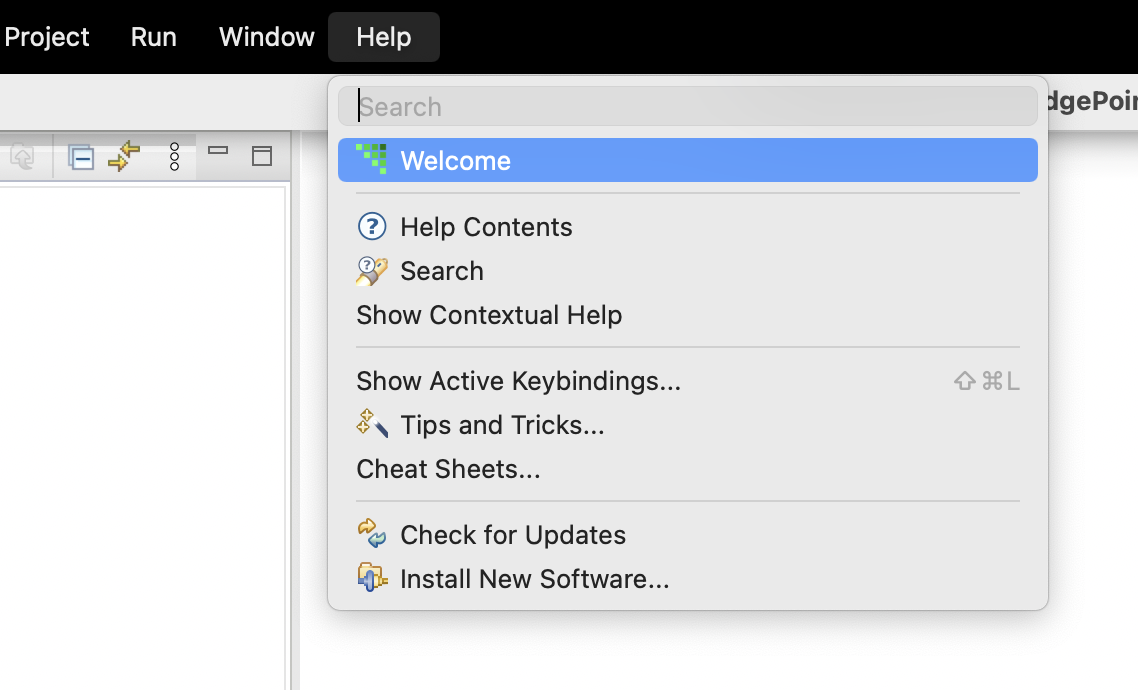 Project Run Window Help
Search
dgePoin
Welcome
Help Contents
Search
Show Contextual Help
Show Active Keybindings... ⇧⌘L
Tips and Tricks...
Cheat Sheets...
Check for Updates
Install New Software...